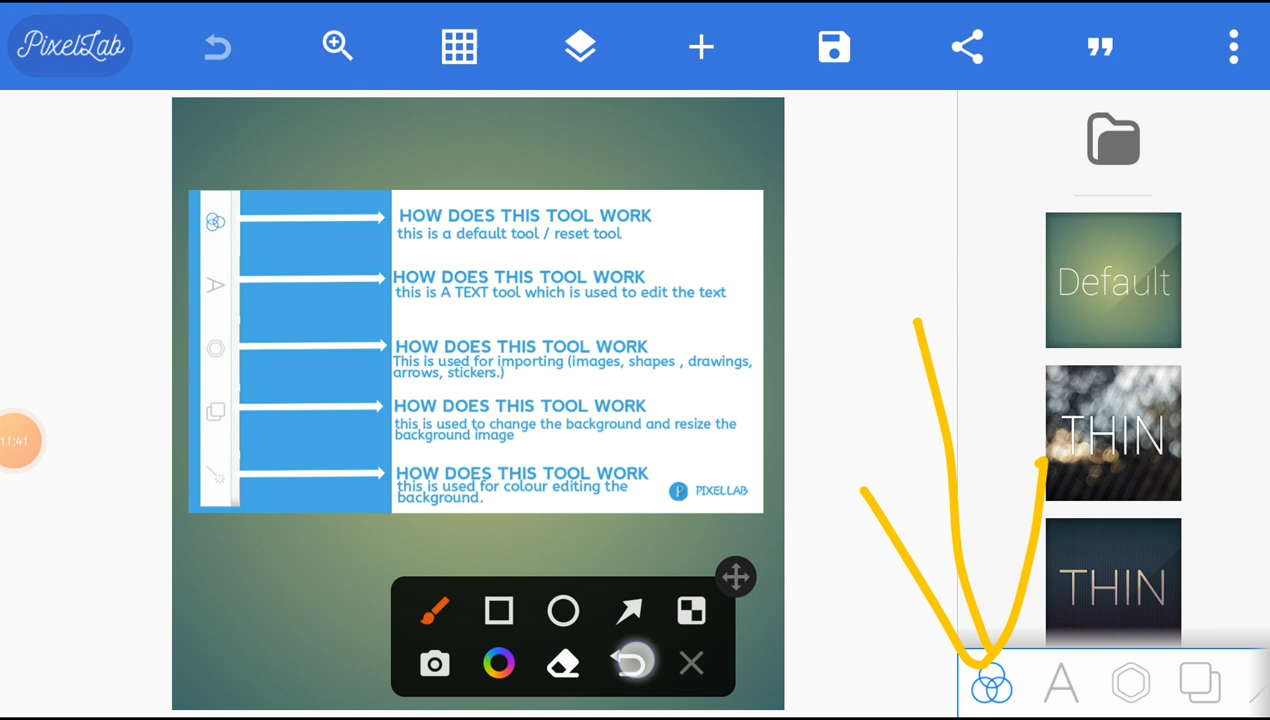 PixelLab
HOW DOES THIS TOOL WORK
this is a default tool / reset tool
HOW DOES THIS TOOL WORK
this is A TEXT tool which is used to edit the text
HOW DOES THIS TOOL WORK
This is used for importing (images, shapes , drawings,
arrows, stickers.)
HOW DOES THIS TOOL WORK
this is used to change the background and resize the
background image
HOW DOES THIS TOOL WORK
this is used for colour editing the
background.
P PIXELLAB
11:41
Default
THIN
THIN
A